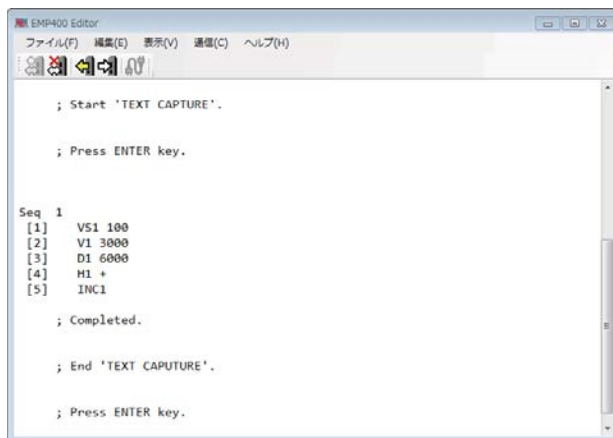 EMP400 Editor
ファイル(F) 編集(E) 表示(V) 通信(C) ヘルプ(H)
; Start 'TEXT CAPTURE'.
; Press ENTER key.
Seq 1
[1] VS1 100
[2] V1 3000
[3] D1 6000
[4] H1 +
[5] INC1
; Completed.
; End 'TEXT CAPUTURE'.
; Press ENTER key.